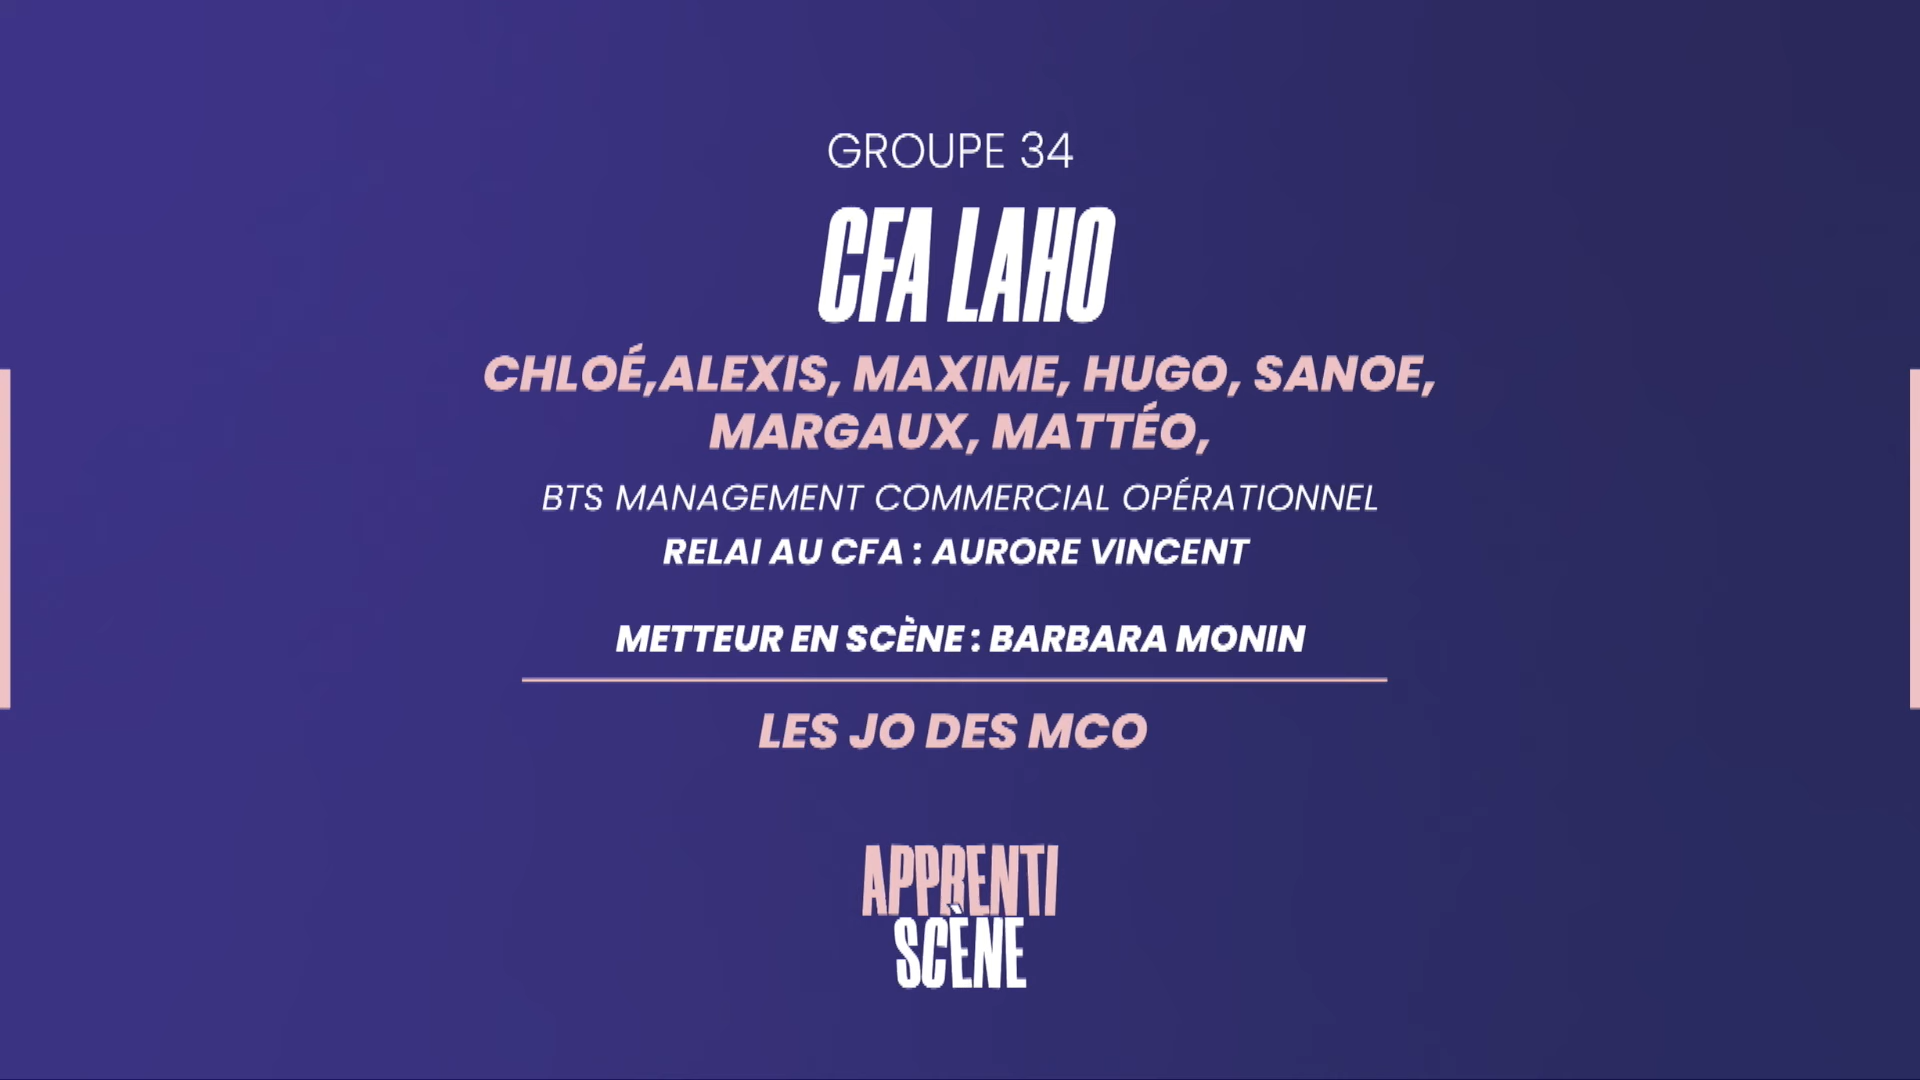 GROUPE 34
CFA LAHO
CHLOÉ,ALEXIS, MAXIME, HUGO, SANOE,
MARGAUX, MATTÉO,
BTS MANAGEMENT COMMERCIAL OPÉRATIONNEL
RELAI AU CFA : AURORE VINCENT
METTEUR EN SCÈNE : BARBARA MONIN
LES JO DES MCO
APPRENTI
SCÈNE